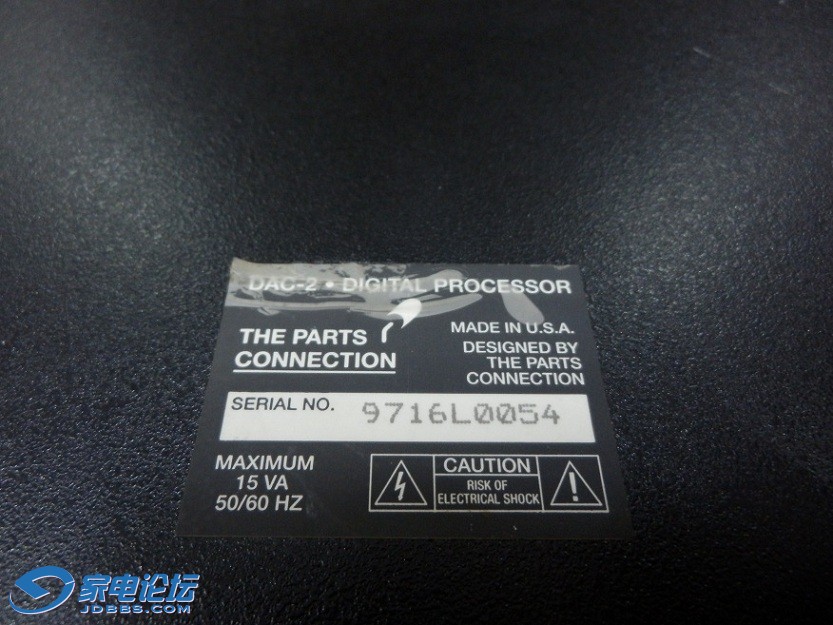 DAC-2 • DIGITAL PROCESSOR
THE PARTS
CONNECTION
MADE IN U.S.A.
DESIGNED BY
THE PARTS
CONNECTION
SERIAL NO. 9716L0054
MAXIMUM
15 VA
50/60 HZ
CAUTION
RISK OF
ELECTRICAL SHOCK
家电论坛
JDBBS.COM